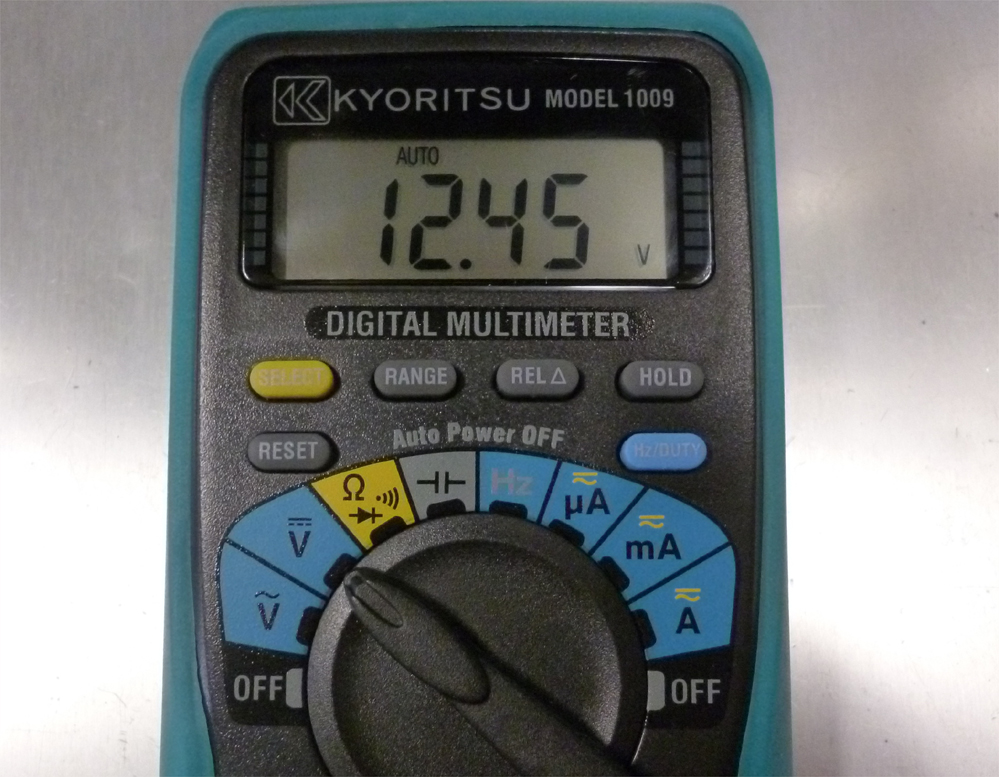 KYORITSU MODEL 1009
AUTO
12.45 V
DIGITAL MULTIMETER
SELECT RANGE REL△ HOLD
RESET Auto Power OFF Hz/DUTY
Ω Hz μA
V mA
V A
OFF OFF